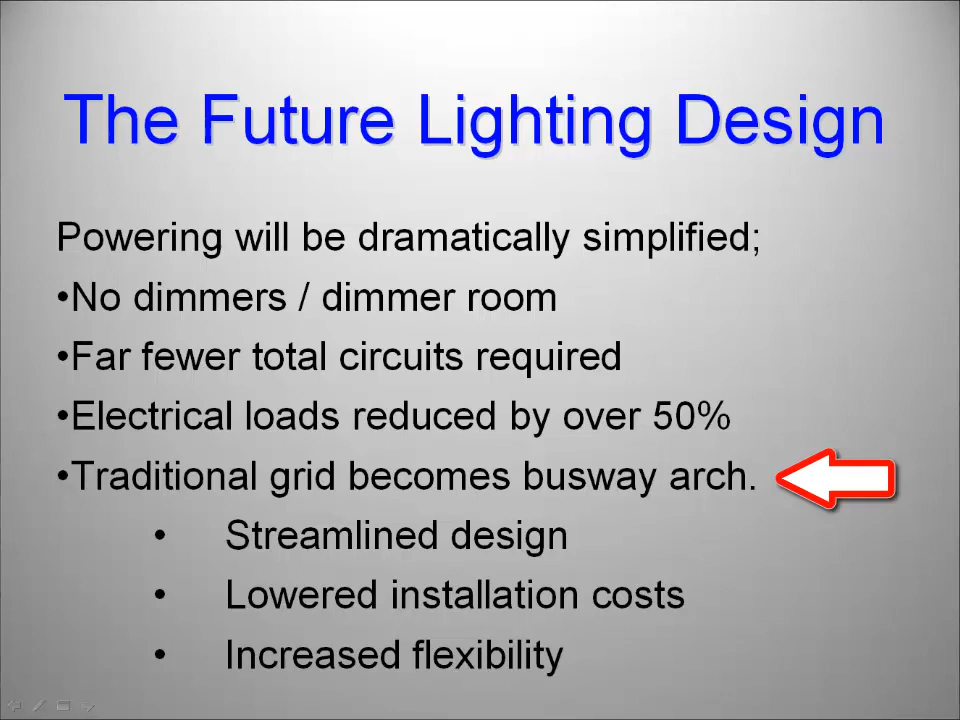 The Future Lighting Design
Powering will be dramatically simplified;
•No dimmers / dimmer room
•Far fewer total circuits required
•Electrical loads reduced by over 50%
•Traditional grid becomes busway arch.
• Streamlined design
• Lowered installation costs
• Increased flexibility